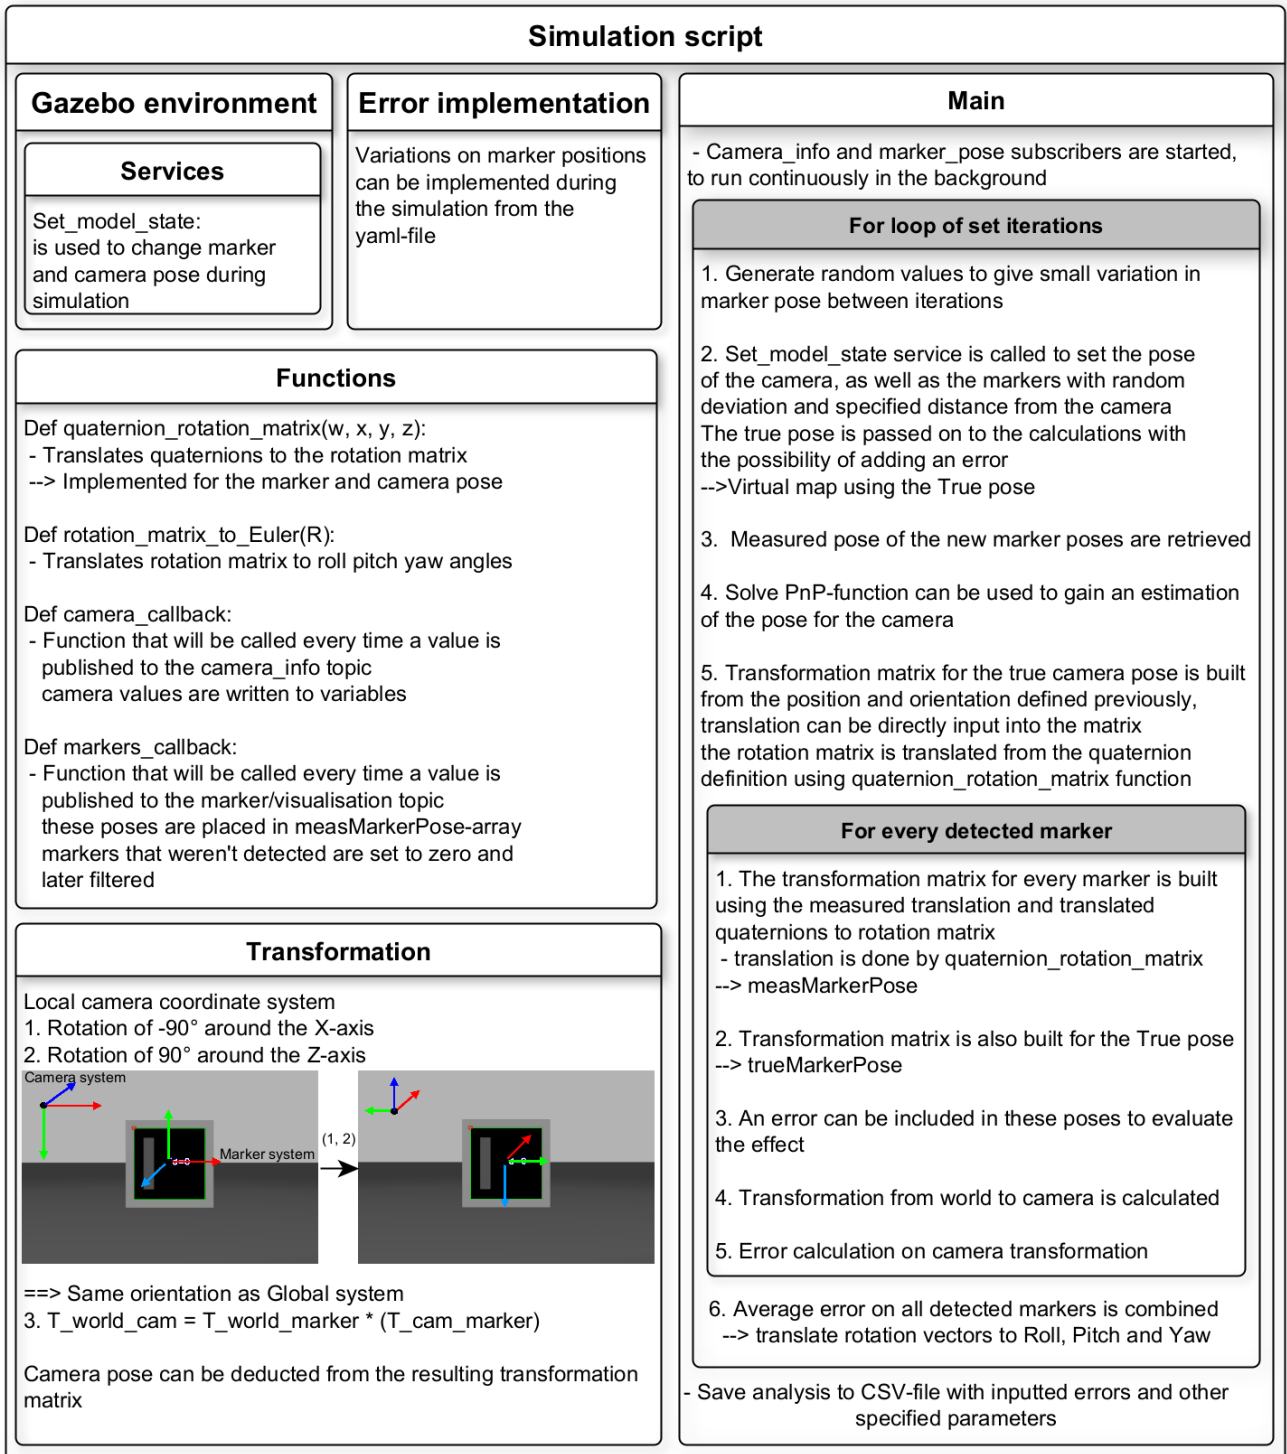 Simulation script
Gazebo environment
Services
Set_model_state:
is used to change marker
and camera pose during
simulation
Error implementation
Variations on marker positions
can be implemented during
the simulation from the
yaml-file
Functions
Def quaternion_rotation_matrix(w, x, y, z):
- Translates quaternions to the rotation matrix
--> Implemented for the marker and camera pose
Def rotation_matrix_to_Euler(R):
- Translates rotation matrix to roll pitch yaw angles
Def camera_callback:
- Function that will be called every time a value is
published to the camera_info topic
camera values are written to variables
Def markers_callback:
- Function that will be called every time a value is
published to the marker/visualisation topic
these poses are placed in measMarkerPose-array
markers that weren't detected are set to zero and
later filtered
Transformation
Local camera coordinate system
1. Rotation of -90° around the X-axis
2. Rotation of 90° around the Z-axis
Camera system
Marker system
(1, 2)
==> Same orientation as Global system
3. T_world_cam = T_world_marker * (T_cam_marker)
Camera pose can be deducted from the resulting transformation
matrix
Main
- Camera_info and marker_pose subscribers are started,
to run continuously in the background
For loop of set iterations
1. Generate random values to give small variation in
marker pose between iterations
2. Set_model_state service is called to set the pose
of the camera, as well as the markers with random
deviation and specified distance from the camera
The true pose is passed on to the calculations with
the possibility of adding an error
-->Virtual map using the True pose
3. Measured pose of the new marker poses are retrieved
4. Solve PnP-function can be used to gain an estimation
of the pose for the camera
5. Transformation matrix for the true camera pose is built
from the position and orientation defined previously,
translation can be directly input into the matrix
the rotation matrix is translated from the quaternion
definition using quaternion_rotation_matrix function
For every detected marker
1. The transformation matrix for every marker is built
using the measured translation and translated
quaternions to rotation matrix
- translation is done by quaternion_rotation_matrix
--> measMarkerPose
2. Transformation matrix is also built for the True pose
--> trueMarkerPose
3. An error can be included in these poses to evaluate
the effect
4. Transformation from world to camera is calculated
5. Error calculation on camera transformation
6. Average error on all detected markers is combined
--> translate rotation vectors to Roll, Pitch and Yaw
- Save analysis to CSV-file with inputted errors and other
specified parameters